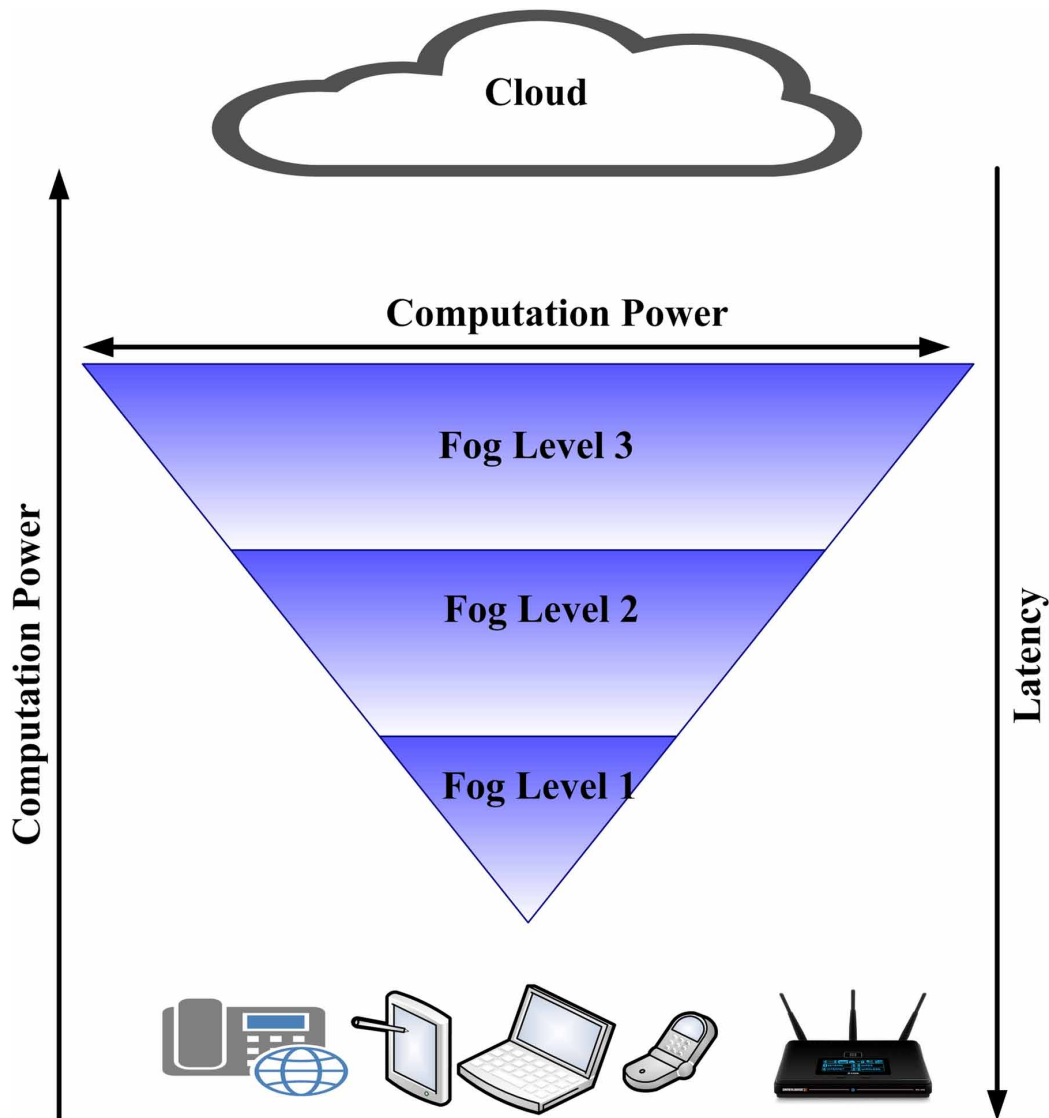 Cloud
Computation Power
Fog Level 3
Fog Level 2
Fog Level 1
Computation Power
Latency